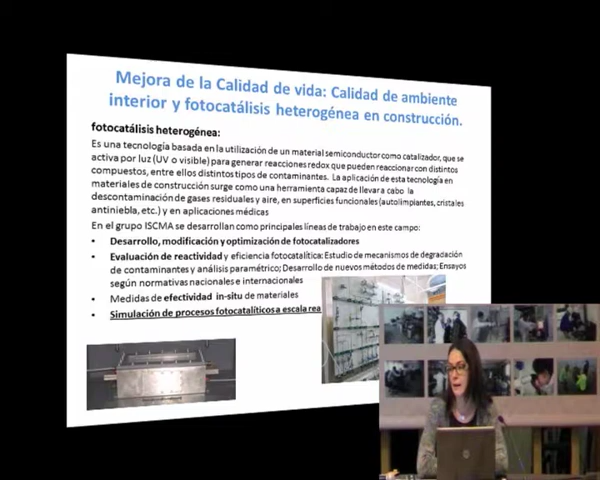 Mejora de la Calidad de vida: Calidad de ambiente
interior y fotocatálisis heterogénea en construcción.
fotocatálisis heterogénea:
Es una tecnología basada en la utilización de un material semiconductor como catalizador, que se
activa por luz (UV o visible) para generar reacciones redox que pueden reaccionar con distintos
compuestos, entre ellos distintos tipos de contaminantes. La aplicación de esta tecnología en
materiales de construcción surge como una herramienta capaz de llevar a cabo la
descontaminación de gases residuales y aire, en superficies funcionales (autolimpiantes, cristales
antiniebla, etc.) y en aplicaciones médicas
En el grupo ISCMA se desarrollan como principales líneas de trabajo en este campo:
• Desarrollo, modificación y optimización de fotocatalizadores
• Evaluación de reactividad y eficiencia fotocatalítica: Estudio de mecanismos de degradación
de contaminantes y análisis paramétrico; Desarrollo de nuevos métodos de medidas; Ensayos
según normativas nacionales e internacionales
• Medidas de efectividad in-situ de materiales
• Simulación de procesos fotocatalíticos a escala rea